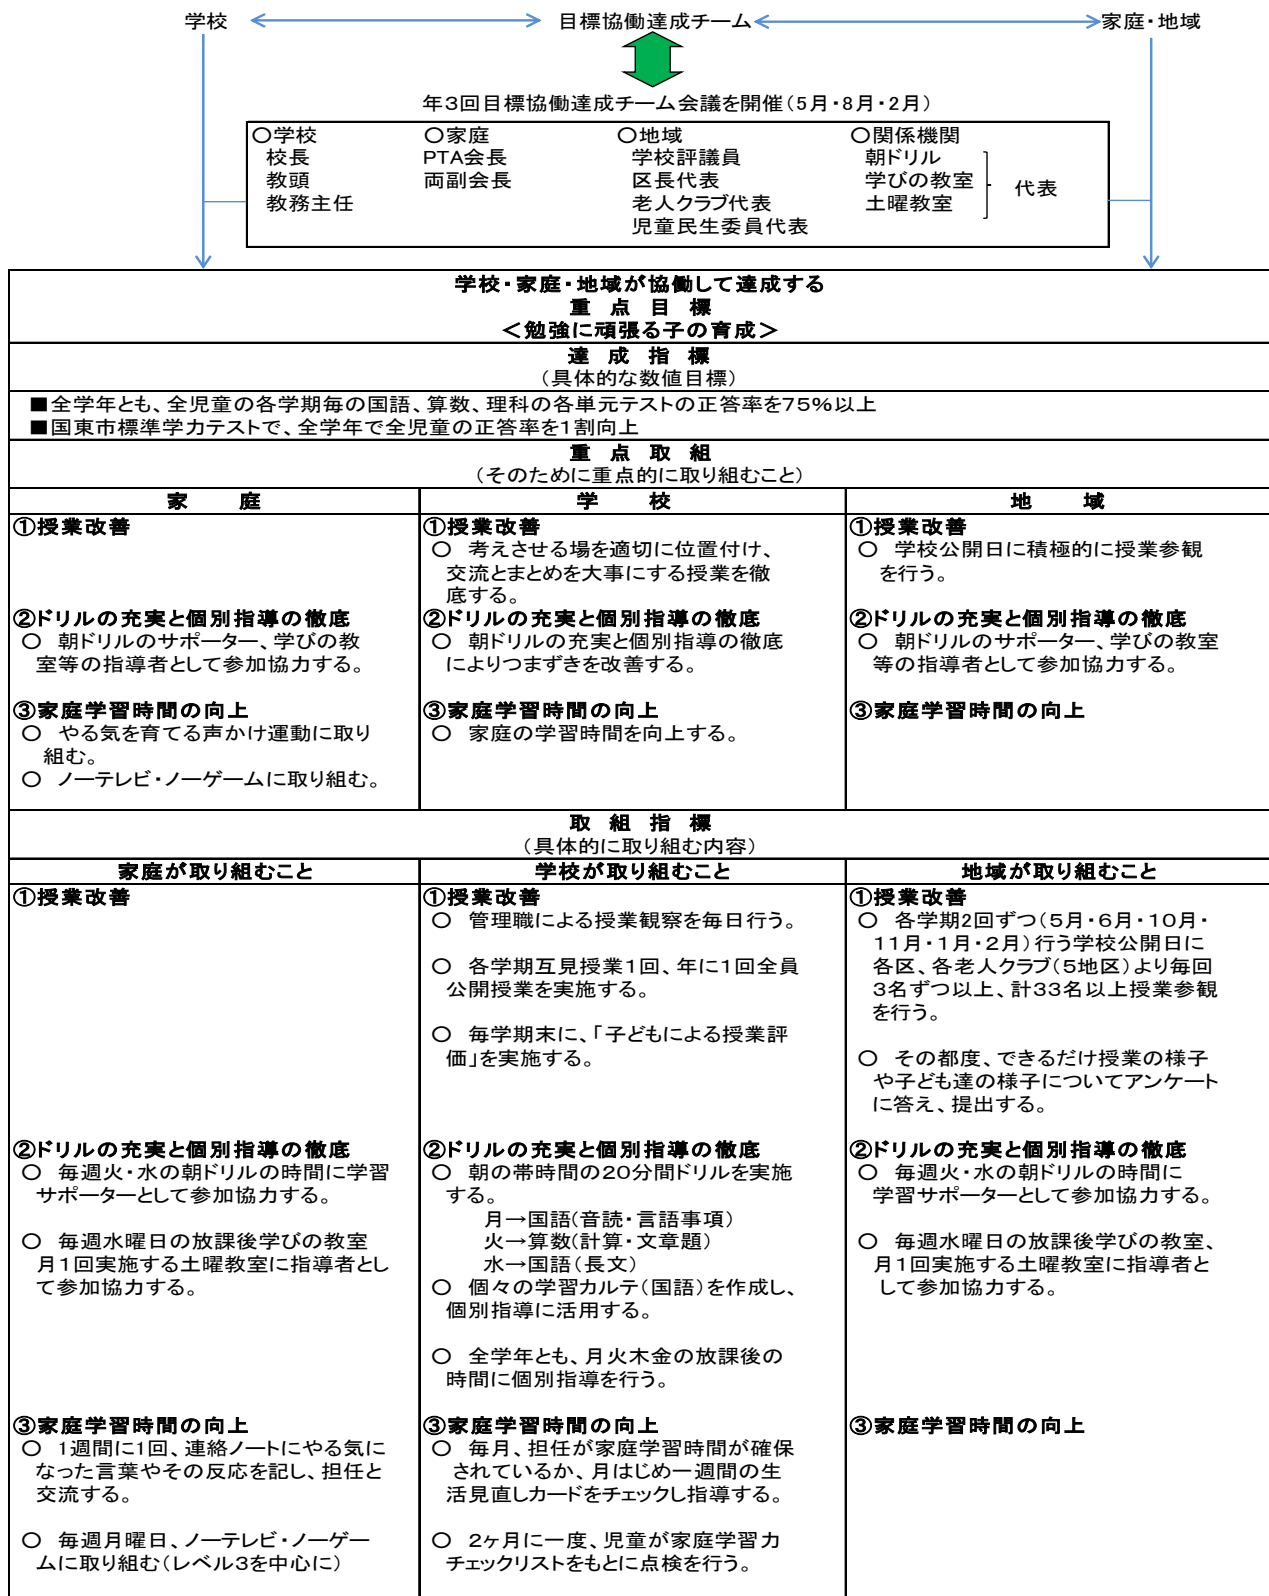 学校
目標協働達成チーム
家庭・地域
年３回目標協働達成チーム会議を開催（5月・8月・2月）
○学校
校長
教頭
教務主任
○家庭
PTA会長
両副会長
○地域
学校評議員
区長代表
老人クラブ代表
児童民生委員代表
○関係機関
朝ドリル
学びの教室
土曜教室
代表
学校・家庭・地域が協働して達成する
重 点 目 標
＜勉強に頑張る子の育成＞
達 成 指 標
（具体的な数値目標）
■全学年とも、全児童の各学期毎の国語、算数、理科の各単元テストの正答率を75%以上
■国東市標準学力テストで、全学年で全児童の正答率を1割向上
重 点 取 組
（そのために重点的に取り組むこと）
家 庭
①授業改善
②ドリルの充実と個別指導の徹底
○ 朝ドリルのサポーター、学びの教
室等の指導者として参加協力する。
③家庭学習時間の向上
○ やる気を育てる声かけ運動に取り
組む。
○ ノーテレビ・ノーゲームに取り組む。
学 校
①授業改善
○ 考えさせる場を適切に位置付け、
交流とまとめを大事にする授業を徹
底する。
②ドリルの充実と個別指導の徹底
○ 朝ドリルの充実と個別指導の徹底
によりつまずきを改善する。
③家庭学習時間の向上
○ 家庭の学習時間を向上する。
地 域
①授業改善
○ 学校公開日に積極的に授業参観
を行う。
②ドリルの充実と個別指導の徹底
○ 朝ドリルのサポーター、学びの教室
等の指導者として参加協力する。
③家庭学習時間の向上
取 組 指 標
（具体的に取り組む内容）
家庭が取り組むこと
①授業改善
②ドリルの充実と個別指導の徹底
○ 毎週火・水の朝ドリルの時間に学習
サポーターとして参加協力する。
○ 毎週水曜日の放課後学びの教室
月1回実施する土曜教室に指導者とし
て参加協力する。
③家庭学習時間の向上
○ 1週間に1回、連絡ノートにやる気に
なった言葉やその反応を記し、担任と
交流する。
○ 毎週月曜日、ノーテレビ・ノーゲー
ムに取り組む（レベル3を中心に）
学校が取り組むこと
①授業改善
○ 管理職による授業観察を毎日行う。
○ 各学期互見授業1回、年に1回全員
公開授業を実施する。
○ 毎学期末に、「子どもによる授業評
価」を実施する。
②ドリルの充実と個別指導の徹底
○ 朝の帯時間の20分間ドリルを実施
する。
月→国語（音読・言語事項）
火→算数（計算・文章題）
水→国語（長文）
○ 個々の学習カルテ（国語）を作成し、
個別指導に活用する。
○ 全学年とも、月火木金の放課後の
時間に個別指導を行う。
③家庭学習時間の向上
○ 毎月、担任が家庭学習時間が確保
されているか、月はじめ一週間の生
活見直しカードをチェックし指導する。
○ 2ヶ月に一度、児童が家庭学習力
チェックリストをもとに点検を行う。
地域が取り組むこと
①授業改善
○ 各学期2回ずつ（5月・6月・10月・
11月・1月・2月）行う学校公開日に
各区、各老人クラブ（5地区）より毎回
3名ずつ以上、計33名以上授業参観
を行う。
○ その都度、できるだけ授業の様子
や子ども達の様子についてアンケート
に答え、提出する。
②ドリルの充実と個別指導の徹底
○ 毎週火・水の朝ドリルの時間に
学習サポーターとして参加協力する。
○ 毎週水曜日の放課後学びの教室、
月1回実施する土曜教室に指導者と
して参加協力する。
③家庭学習時間の向上